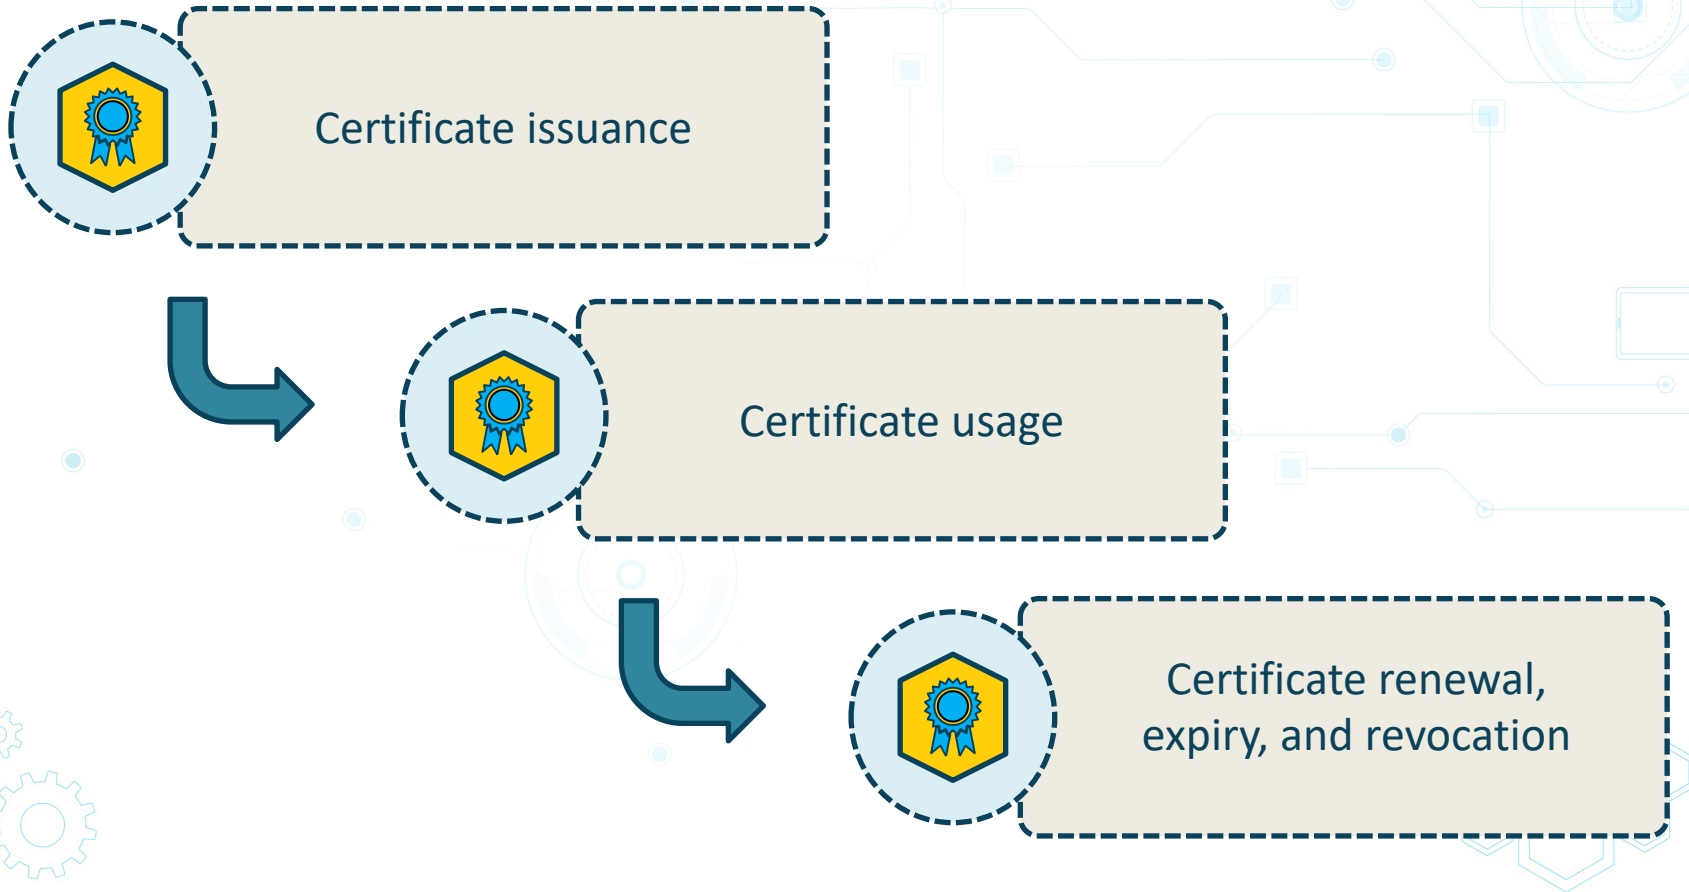 Certificate issuance
Certificate usage
Certificate renewal,
expiry, and revocation